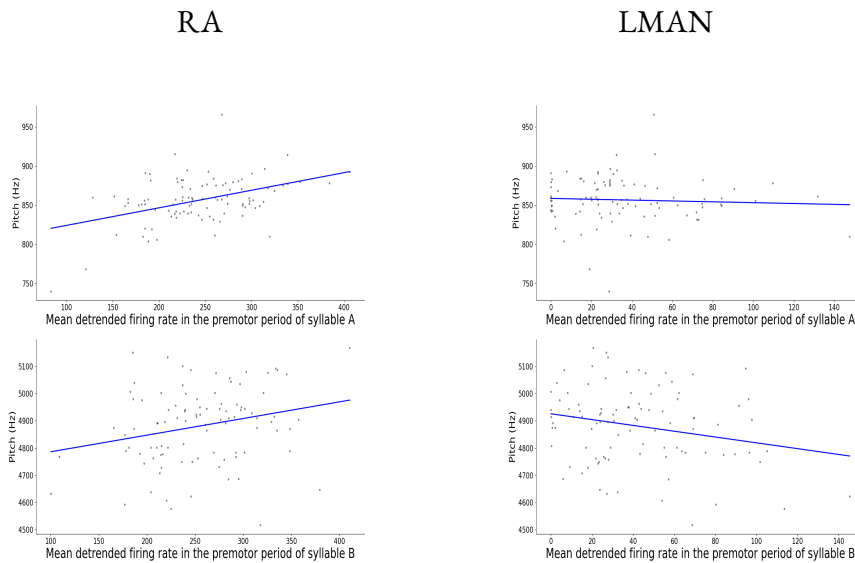 RA
LMAN
950
900
850
800
750
Pitch (Hz)
100 150 200 250 300 350 400
Mean detrended firing rate in the premotor period of syllable A
950
900
850
800
750
Pitch (Hz)
0 20 40 60 80 100 120 140
Mean detrended firing rate in the premotor period of syllable A
5100
5000
4900
4800
4700
4600
4500
Pitch (Hz)
100 150 200 250 300 350 400
Mean detrended firing rate in the premotor period of syllable B
5100
5000
4900
4800
4700
4600
4500
Pitch (Hz)
0 20 40 60 80 100 120 140
Mean detrended firing rate in the premotor period of syllable B